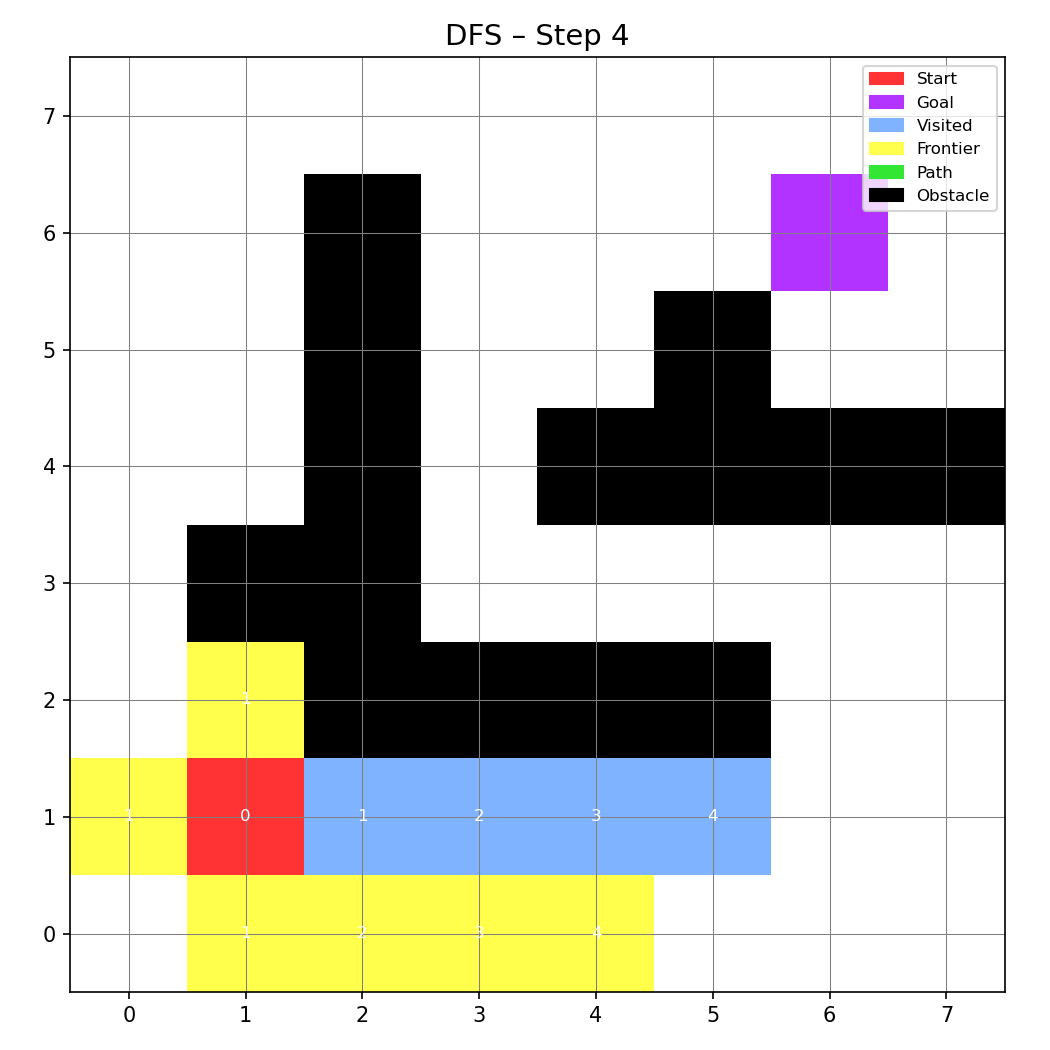 DFS – Step 4
Start
Goal
Visited
Frontier
Path
Obstacle
7
6
5
4
3
2
1
0
1
1 0 1 2 3 4
1 2 3 4
0 1 2 3 4 5 6 7